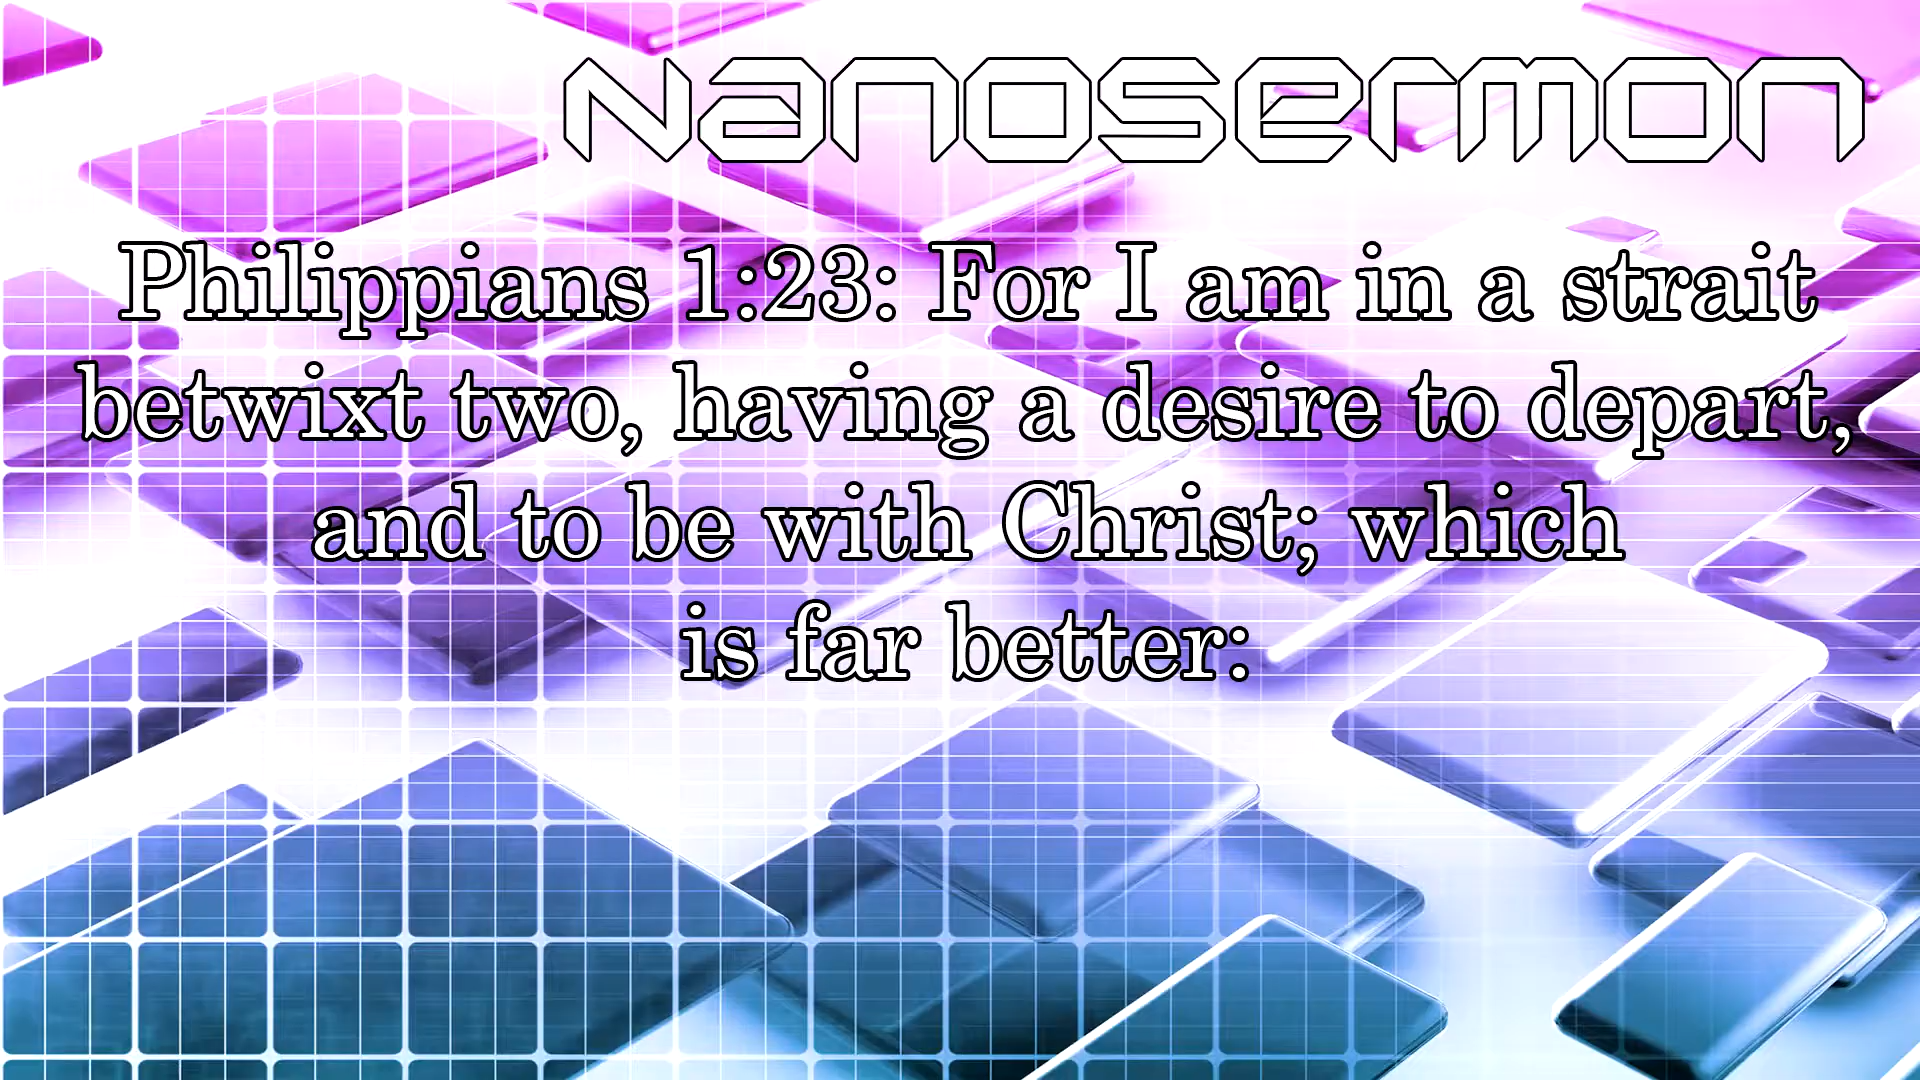 Nanosermon
Philippians 1:23: For I am in a strait
betwixt two, having a desire to depart,
and to be with Christ; which
is far better: